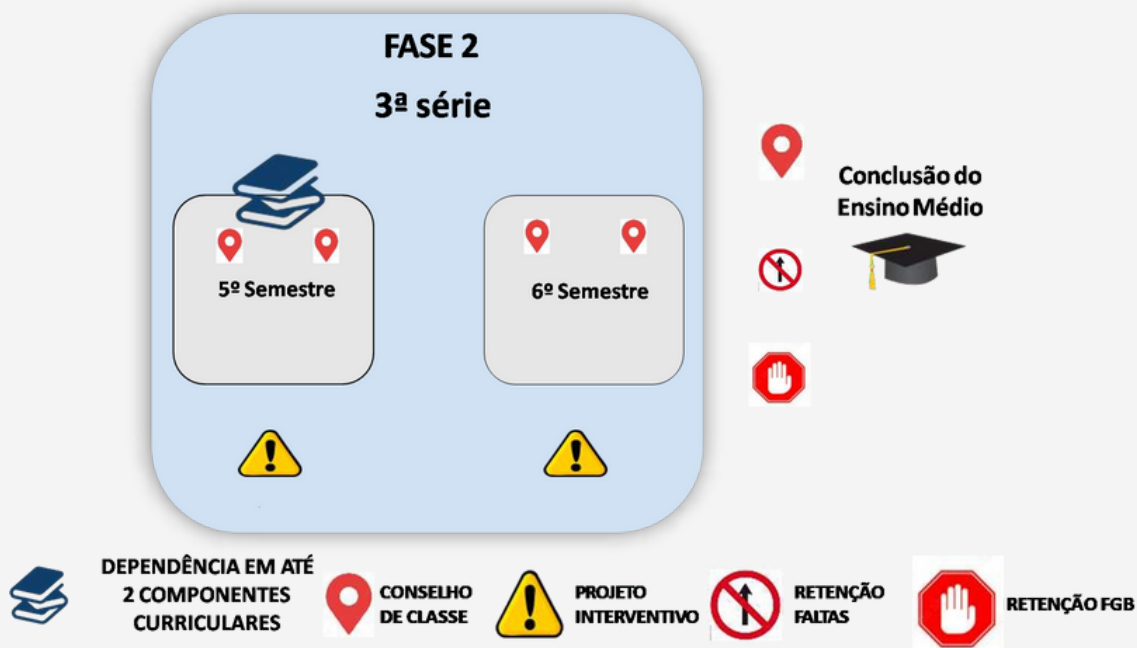 FASE 2
3ª série
5º Semestre
6º Semestre
Conclusão do
Ensino Médio
DEPENDÊNCIA EM ATÉ
2 COMPONENTES
CURRICULARES
CONSELHO
DE CLASSE
PROJETO
INTERVENTIVO
RETENÇÃO
FALTAS
RETENÇÃO FGB